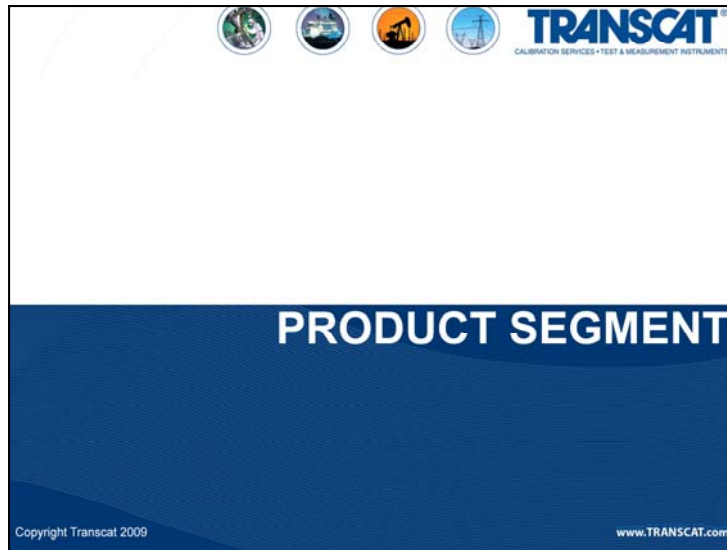 TRANSCAT®
CALIBRATION SERVICES • TEST & MEASUREMENT INSTRUMENTS
PRODUCT SEGMENT
Copyright Transcat 2009
www.TRANSCAT.com